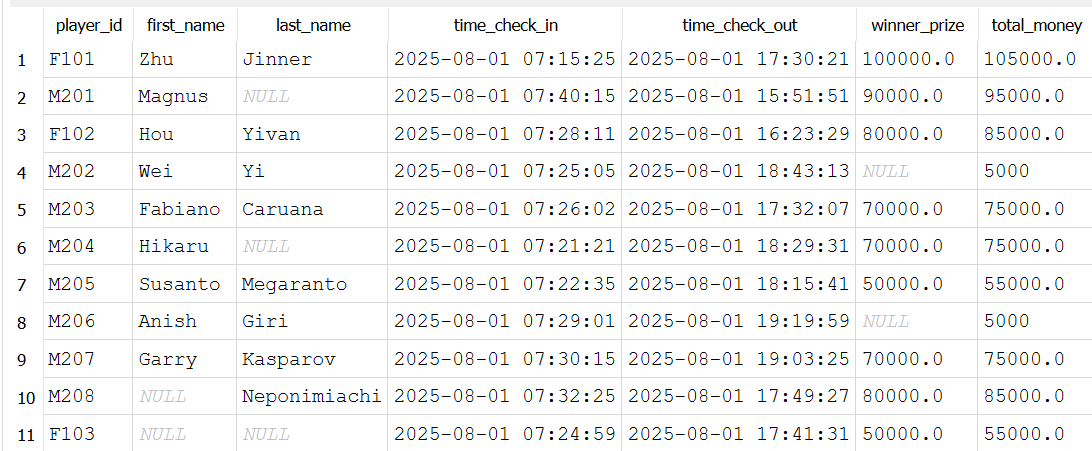 player_id first_name last_name time_check_in time_check_out winner_prize total_money
1 F101 Zhu Jinner 2025-08-01 07:15:25 2025-08-01 17:30:21 100000.0 105000.0
2 M201 Magnus NULL 2025-08-01 07:40:15 2025-08-01 15:51:51 90000.0 95000.0
3 F102 Hou Yivan 2025-08-01 07:28:11 2025-08-01 16:23:29 80000.0 85000.0
4 M202 Wei Yi 2025-08-01 07:25:05 2025-08-01 18:43:13 NULL 5000
5 M203 Fabiano Caruana 2025-08-01 07:26:02 2025-08-01 17:32:07 70000.0 75000.0
6 M204 Hikaru NULL 2025-08-01 07:21:21 2025-08-01 18:29:31 70000.0 75000.0
7 M205 Susanto Megaranto 2025-08-01 07:22:35 2025-08-01 18:15:41 50000.0 55000.0
8 M206 Anish Giri 2025-08-01 07:29:01 2025-08-01 19:19:59 NULL 5000
9 M207 Garry Kasparov 2025-08-01 07:30:15 2025-08-01 19:03:25 70000.0 75000.0
10 M208 NULL Neponimiachi 2025-08-01 07:32:25 2025-08-01 17:49:27 80000.0 85000.0
11 F103 NULL NULL 2025-08-01 07:24:59 2025-08-01 17:41:31 50000.0 55000.0